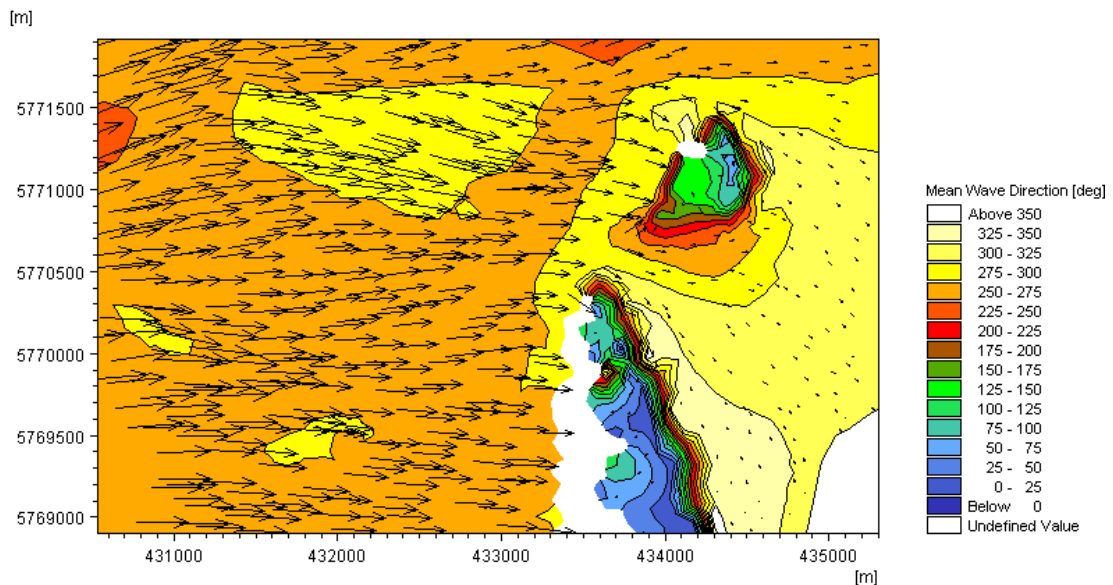 [m]
5771500
5771000
5770500
5770000
5769500
5769000
431000 432000 433000 434000 435000
[m]
Mean Wave Direction [deg]
Above 350
325 - 350
300 - 325
275 - 300
250 - 275
225 - 250
200 - 225
175 - 200
150 - 175
125 - 150
100 - 125
75 - 100
50 - 75
25 - 50
0 - 25
Below 0
Undefined Value